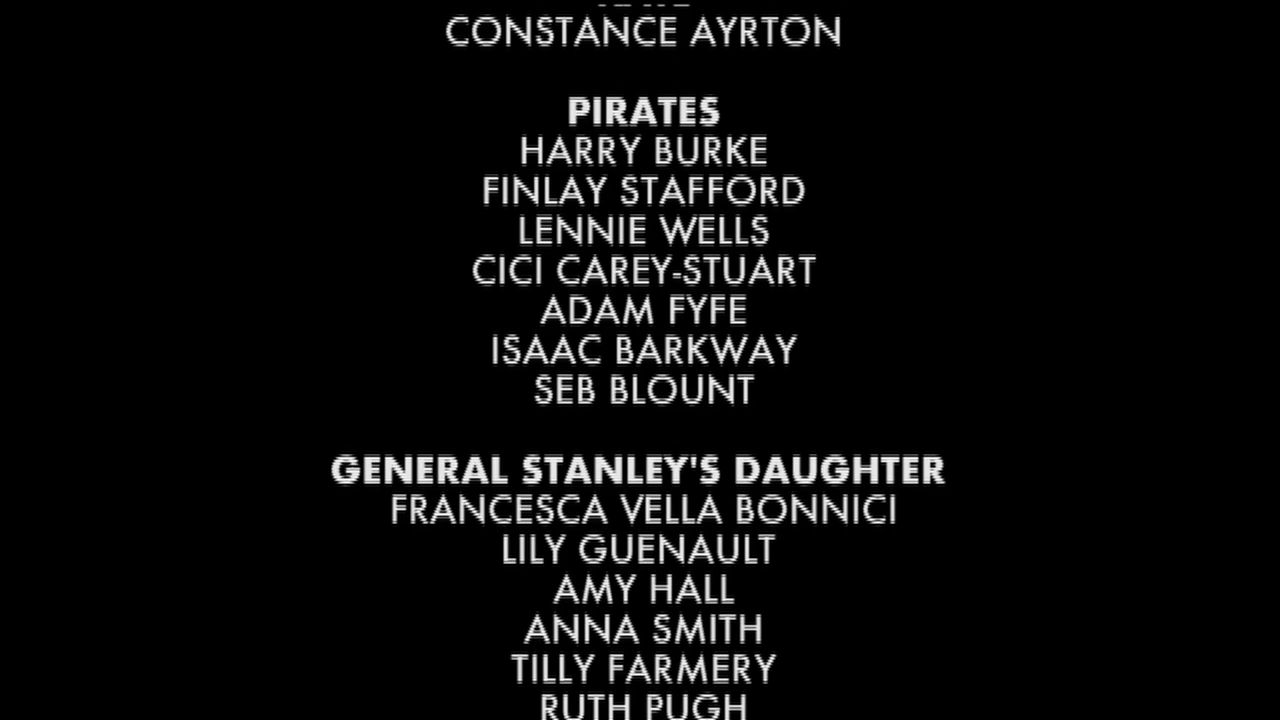 CONSTANCE AYRTON
PIRATES
HARRY BURKE
FINLAY STAFFORD
LENNIE WELLS
CICI CAREY-STUART
ADAM FYFE
ISAAC BARKWAY
SEB BLOUNT
GENERAL STANLEY'S DAUGHTER
FRANCESCA VELLA BONNICI
LILY GUENAULT
AMY HALL
ANNA SMITH
TILLY FARMERY
RUTH PUGH